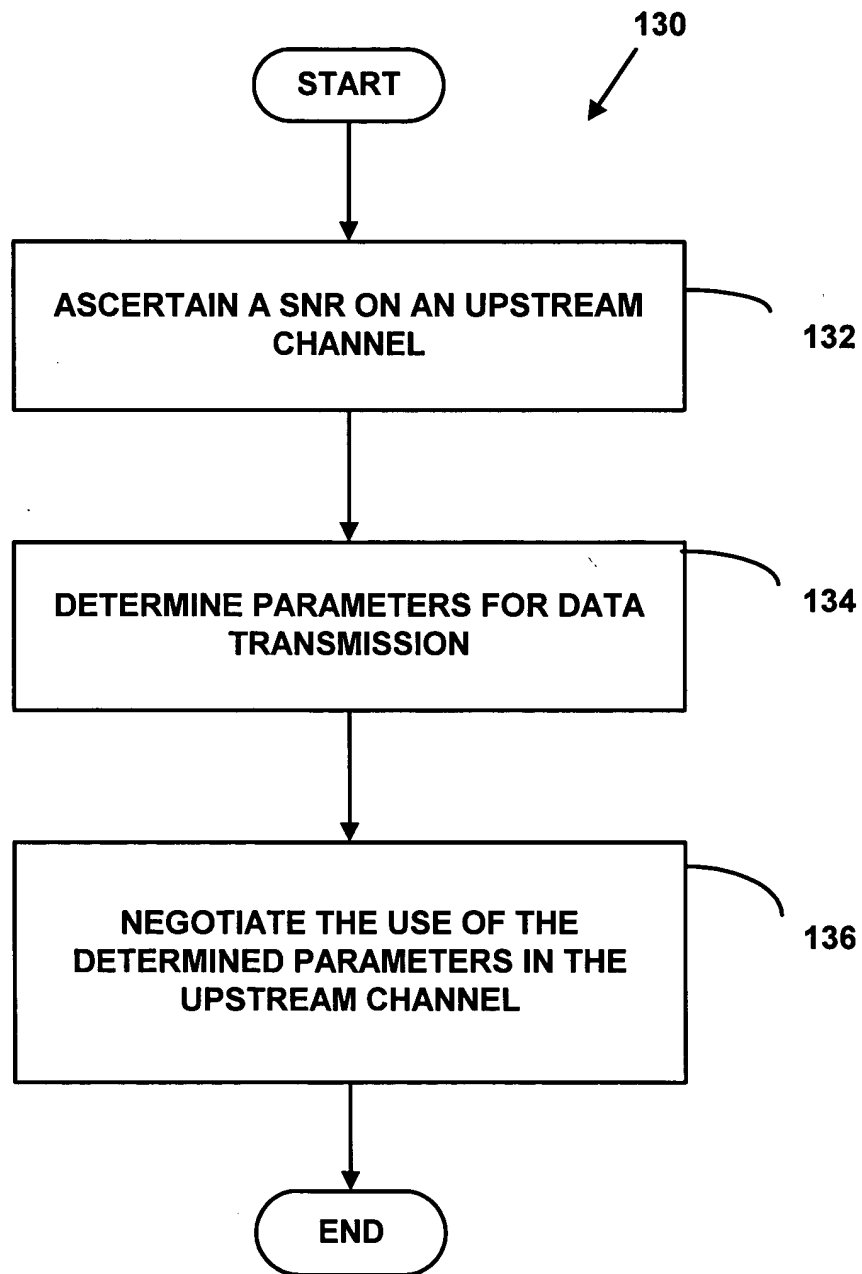 130
START
ASCERTAIN A SNR ON AN UPSTREAM
CHANNEL
132
DETERMINE PARAMETERS FOR DATA
TRANSMISSION
134
NEGOTIATE THE USE OF THE
DETERMINED PARAMETERS IN THE
UPSTREAM CHANNEL
136
END